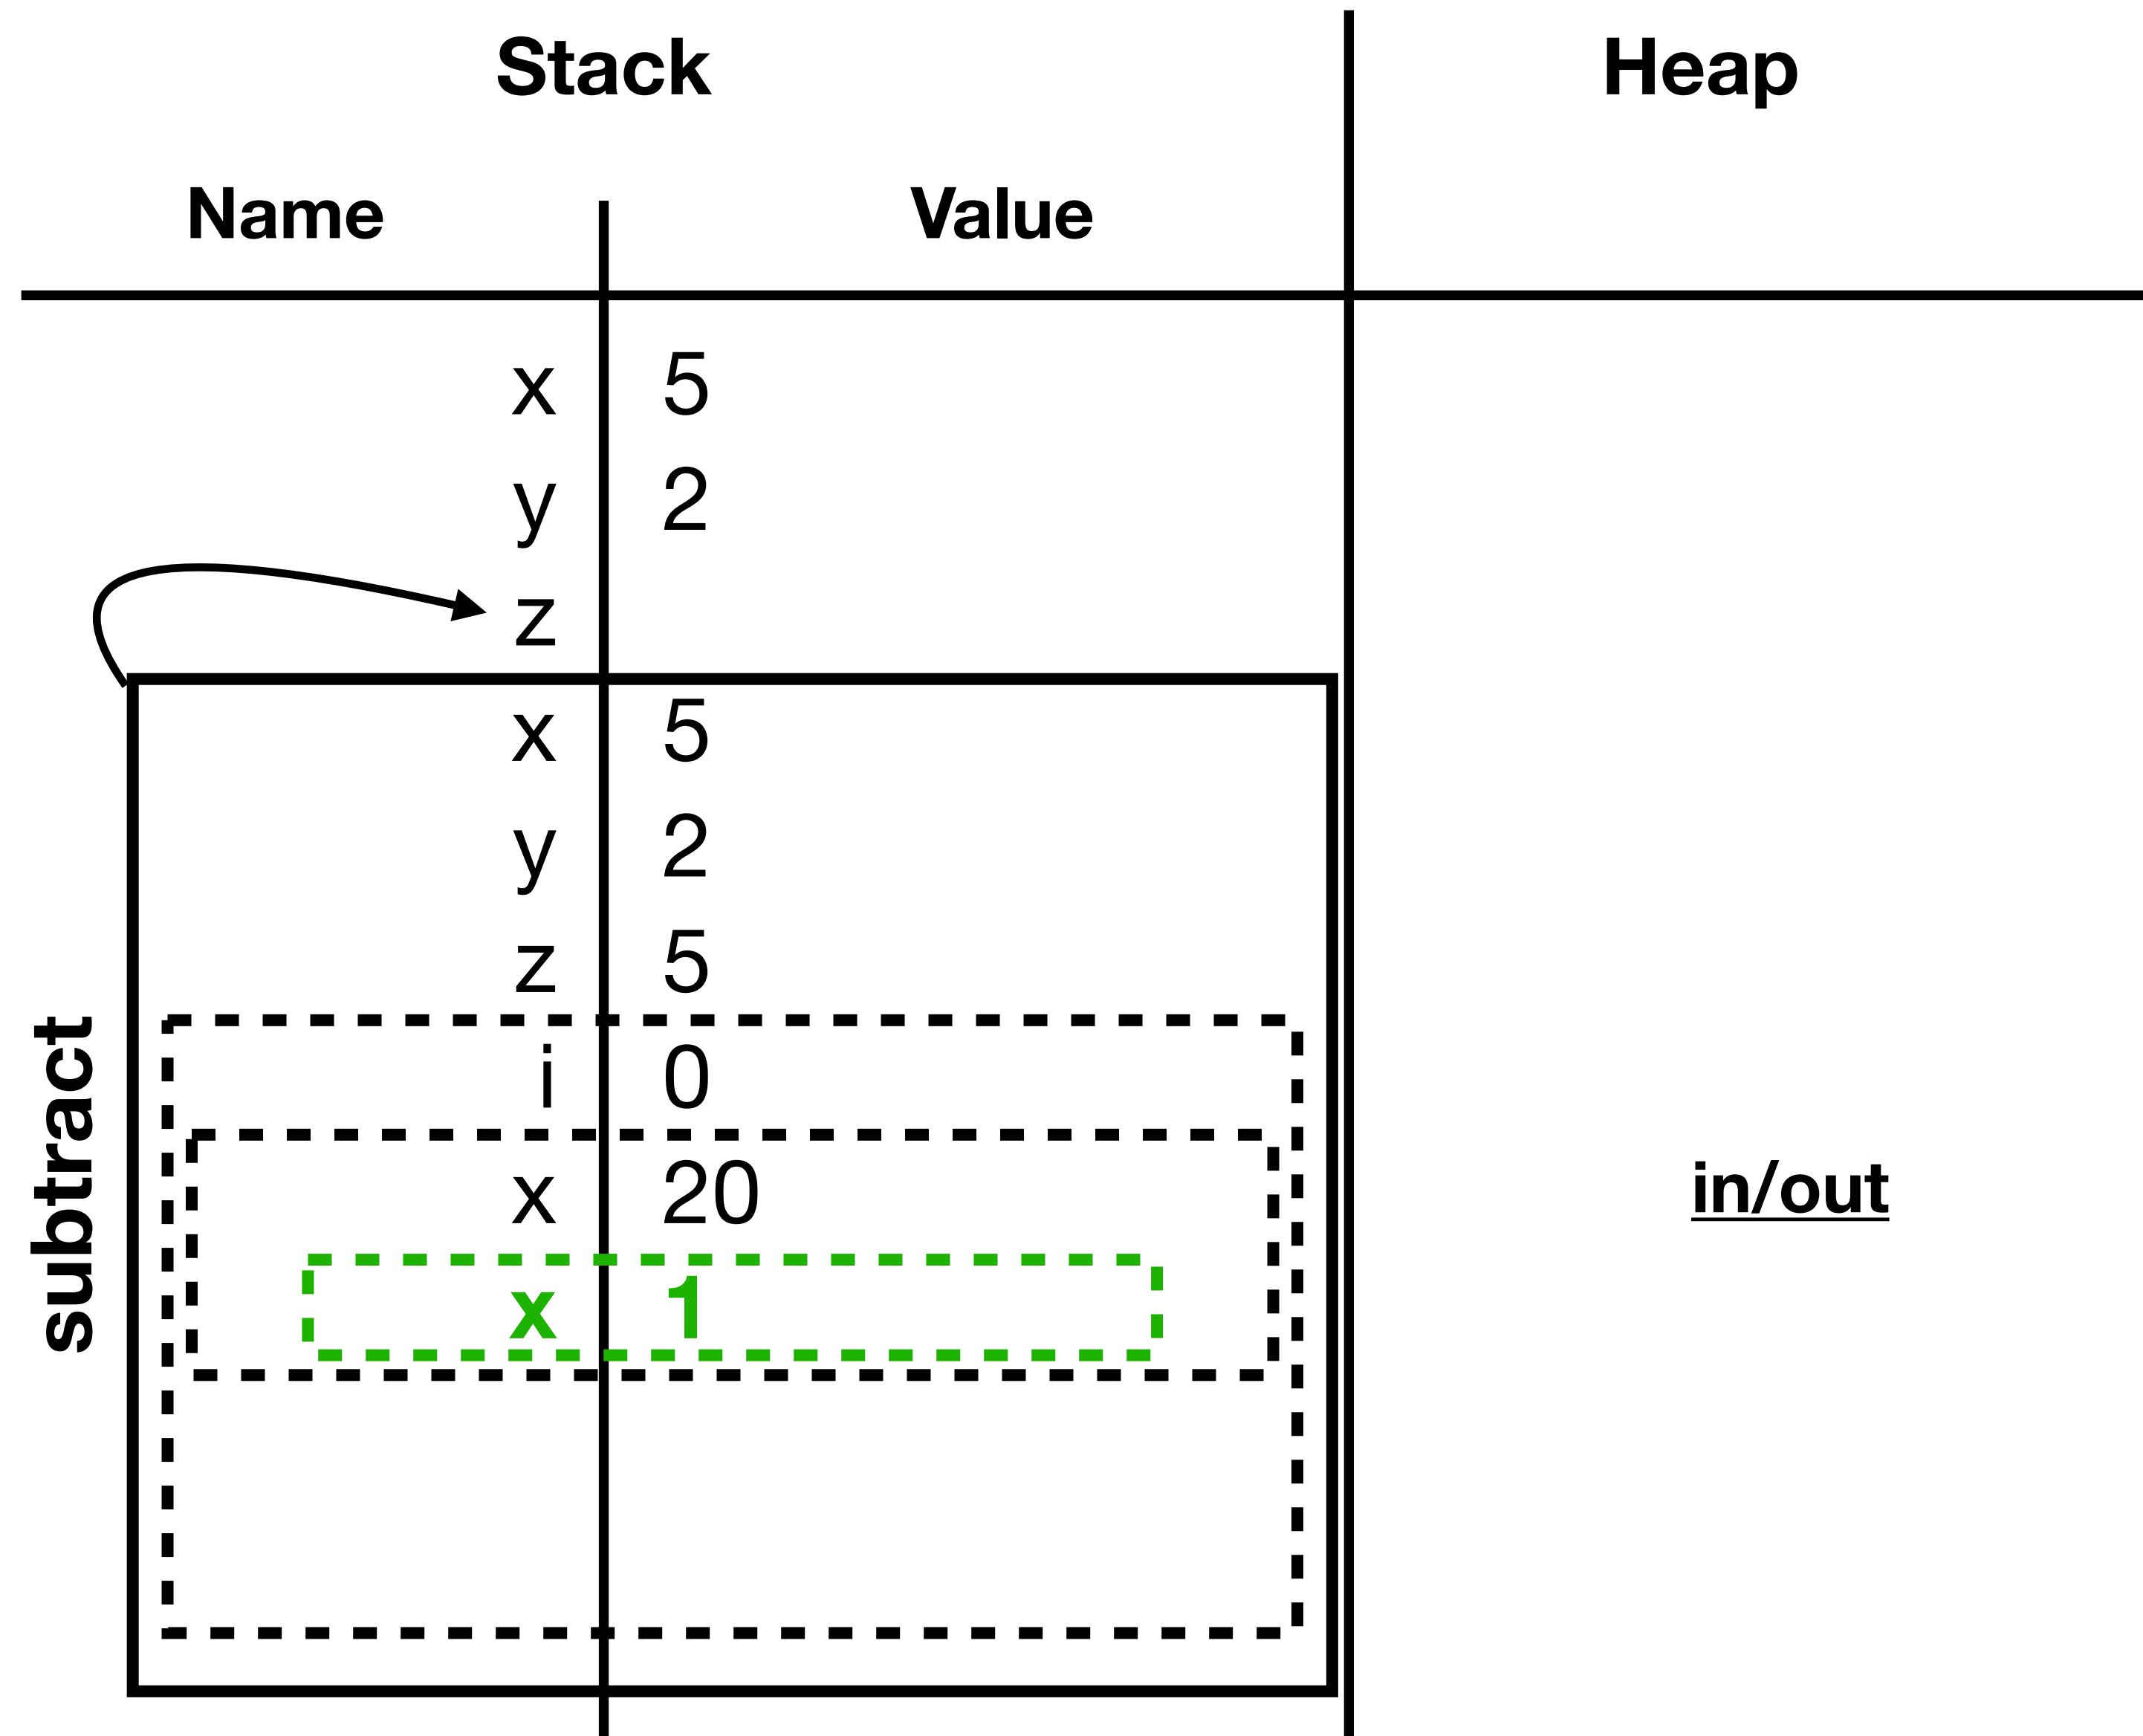 Stack Heap
Name Value
x 5
y 2
z
x 5
y 2
z 5
i 0
x 20
x 1
subtract
in/out